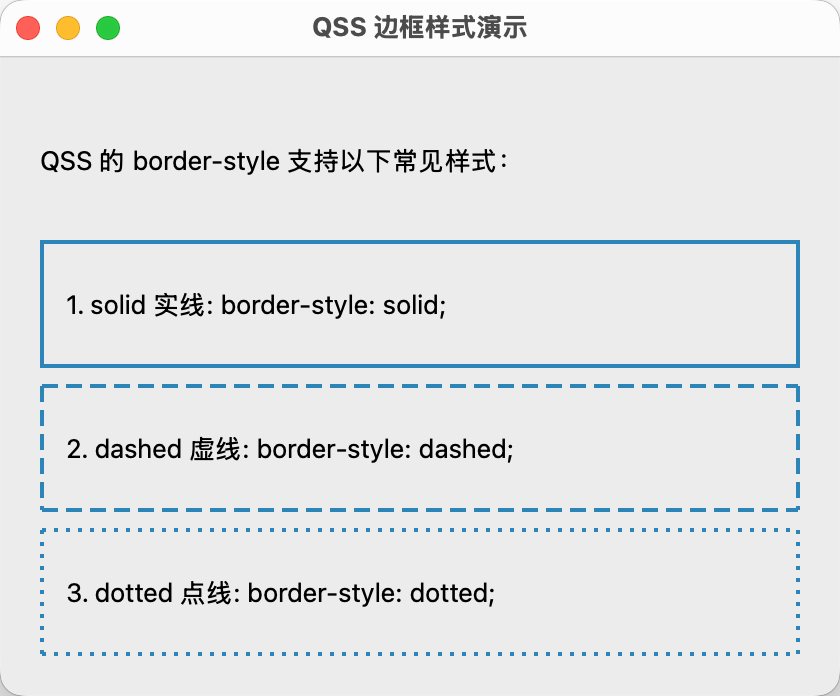 QSS 边框样式演示
QSS 的 border-style 支持以下常见样式：
1. solid 实线: border-style: solid;
2. dashed 虚线: border-style: dashed;
3. dotted 点线: border-style: dotted;